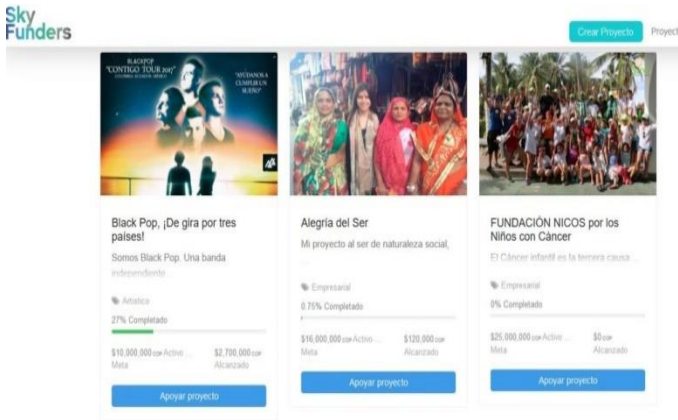 Sky
Funders
Crear Proyecto
Proyect
BLACKPOP
"CONTIGO TOUR 2017"
COLOMBIA, ECUADOR, MÉXICO
"AYÚDANOS A
CUMPLIR UN
SUEÑO"
Black Pop, ¡De gira por tres
países!
Somos Black Pop. Una banda
independiente
Artístico
27% Completado
$10,000,000 COP Activo ...
Meta
$2,700,000 COP
Alcanzado
Apoyar proyecto
Alegría del Ser
Mi proyecto al ser de naturaleza social,
...
Empresarial
0.75% Completado
$16,000,000 COP Activo ...
Meta
$120,000 COP
Alcanzado
Apoyar proyecto
FUNDACIÓN NICOS por los
Niños con Cáncer
El Cáncer infantil es la tercera causa...
Empresarial
0% Completado
$25,000,000 COP Activo ...
Meta
$0 COP
Alcanzado
Apoyar proyecto